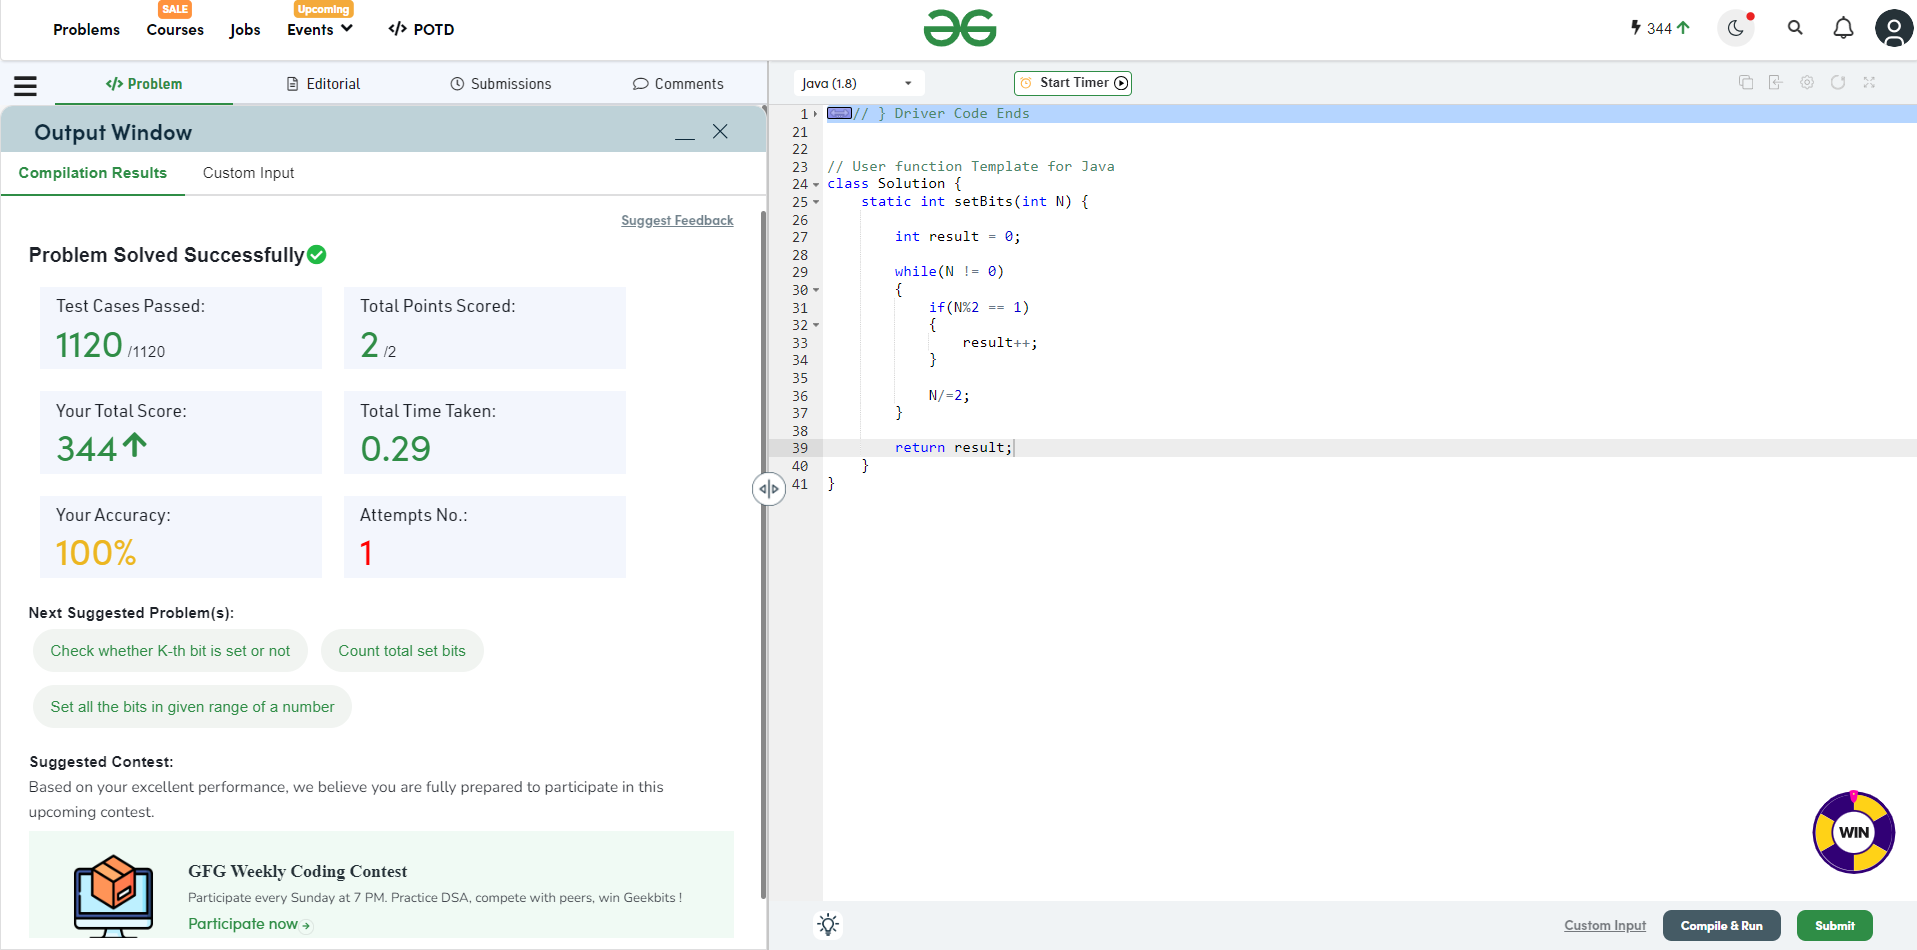 SALE
Upcoming
Problems Courses Jobs Events </> POTD
344
</> Problem Editorial Submissions Comments
Java (1.8) Start Timer
Output Window
Compilation Results Custom Input
Suggest Feedback
Problem Solved Successfully
Test Cases Passed: Total Points Scored:
1120 /1120 2 /2
Your Total Score: Total Time Taken:
344 0.29
Your Accuracy: Attempts No.:
100% 1
Next Suggested Problem(s):
Check whether K-th bit is set or not Count total set bits
Set all the bits in given range of a number
Suggested Contest:
Based on your excellent performance, we believe you are fully prepared to participate in this
upcoming contest.
GFG Weekly Coding Contest
Participate every Sunday at 7 PM. Practice DSA, compete with peers, win Geekbits !
Participate now
1 // } Driver Code Ends
21
22
23 // User function Template for Java
24 class Solution {
25 static int setBits(int N) {
26
27 int result = 0;
28
29 while(N != 0)
30 {
31 if(N%2 == 1)
32 {
33 result++;
34 }
35
36 N/=2;
37 }
38
39 return result;
40 }
41 }
WIN
Custom Input Compile & Run Submit